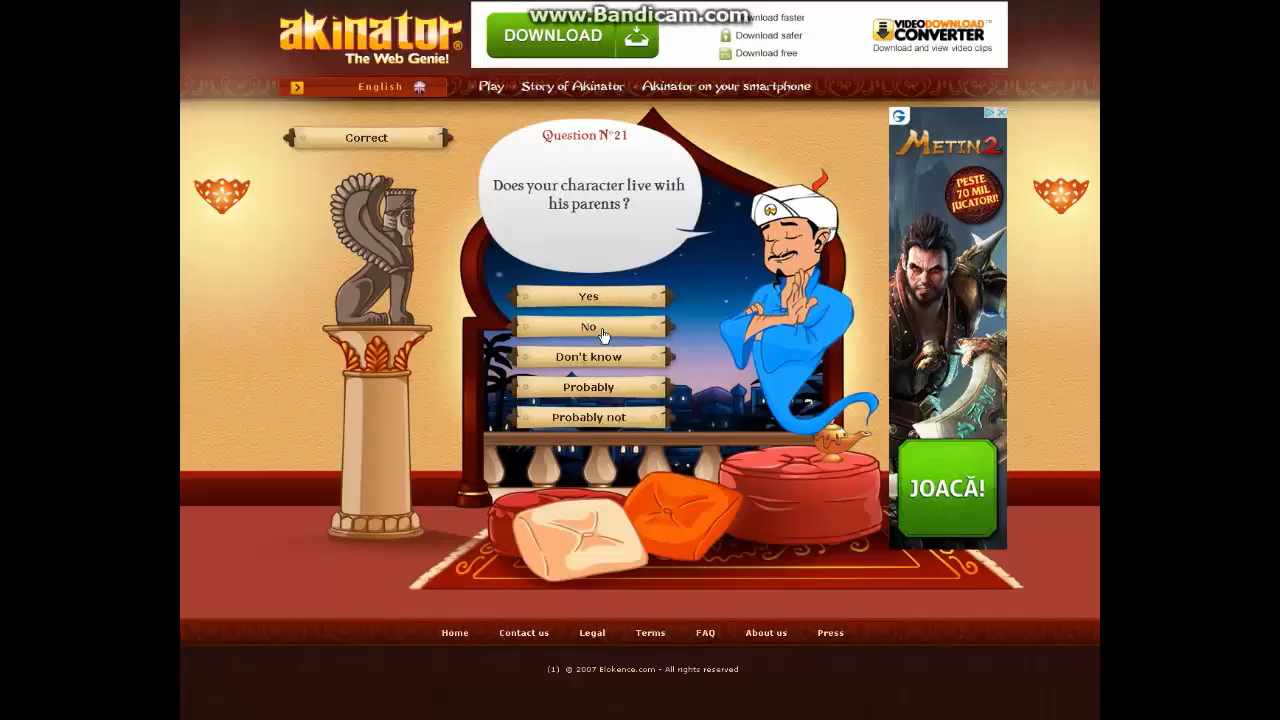 www.Bandicam.com
akinator®
The Web Genie!
DOWNLOAD
ownload faster
Download safer
Download free
VIDEODOWNLOAD™
CONVERTER
Download and view video clips
English
Play
Story of Akinator
Akinator on your smartphone
Correct
Question N°21
Does your character live with
his parents ?
Yes
No
Don't know
Probably
Probably not
METIN2
PESTE
70 MIL
JUCATORI!
JOACĂ!
Home
Contact us
Legal
Terms
FAQ
About us
Press
(1) © 2007 Elokence.com - All rights reserved